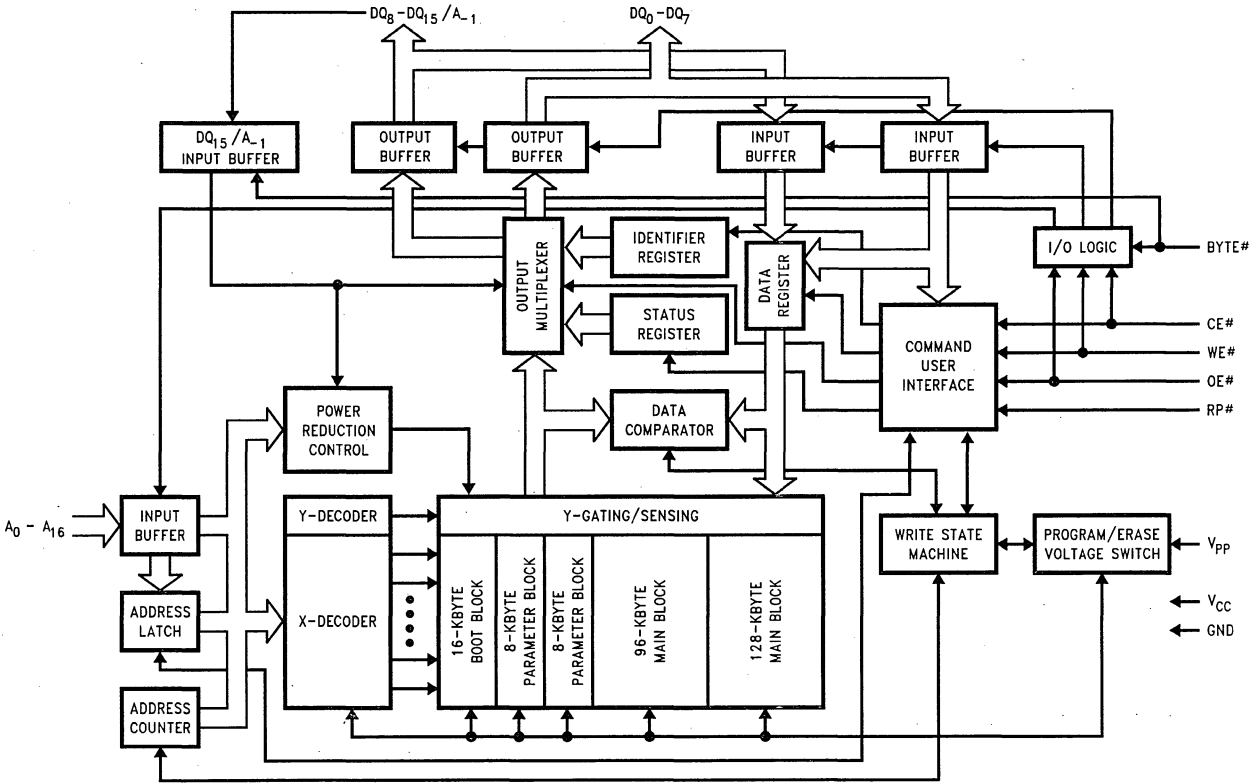 DQ₈-DQ₁₅/A₋₁
DQ₀-DQ₇
DQ₁₅/A₋₁
INPUT BUFFER
OUTPUT
BUFFER
OUTPUT
BUFFER
INPUT
BUFFER
INPUT
BUFFER
OUTPUT
MULTIPLEXER
IDENTIFIER
REGISTER
DATA
REGISTER
I/O LOGIC
BYTE#
STATUS
REGISTER
COMMAND
USER
INTERFACE
CE#
WE#
OE#
RP#
POWER
REDUCTION
CONTROL
DATA
COMPARATOR
A₀ - A₁₆
INPUT
BUFFER
Y-DECODER
Y-GATING/SENSING
WRITE STATE
MACHINE
PROGRAM/ERASE
VOLTAGE SWITCH
V_PP
ADDRESS
LATCH
X-DECODER
16-KBYTE
BOOT BLOCK
8-KBYTE
PARAMETER BLOCK
8-KBYTE
PARAMETER BLOCK
96-KBYTE
MAIN BLOCK
128-KBYTE
MAIN BLOCK
V_CC
GND
ADDRESS
COUNTER